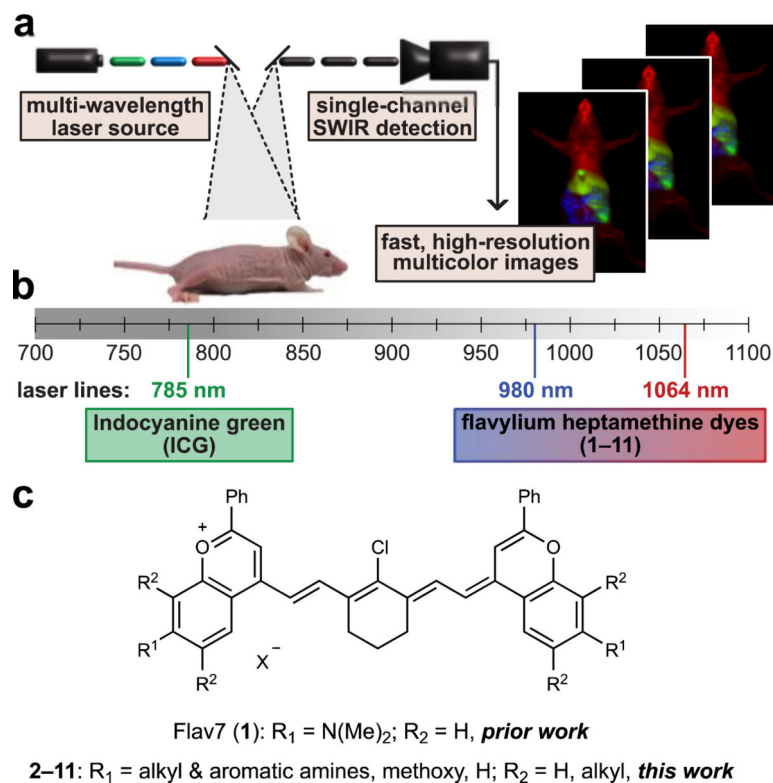 a
multi-wavelength
laser source
single-channel
SWIR detection
fast, high-resolution
multicolor images
b
700 750 800 850 900 950 1000 1050 1100
laser lines: 785 nm 980 nm 1064 nm
Indocyanine green
(ICG)
flavylium heptamethine dyes
(1–11)
c
Ph Ph
+
O Cl O
R² R²
R¹ R¹
X⁻
R² R²
Flav7 (1): R₁ = N(Me)₂; R₂ = H, prior work
2–11: R₁ = alkyl & aromatic amines, methoxy, H; R₂ = H, alkyl, this work